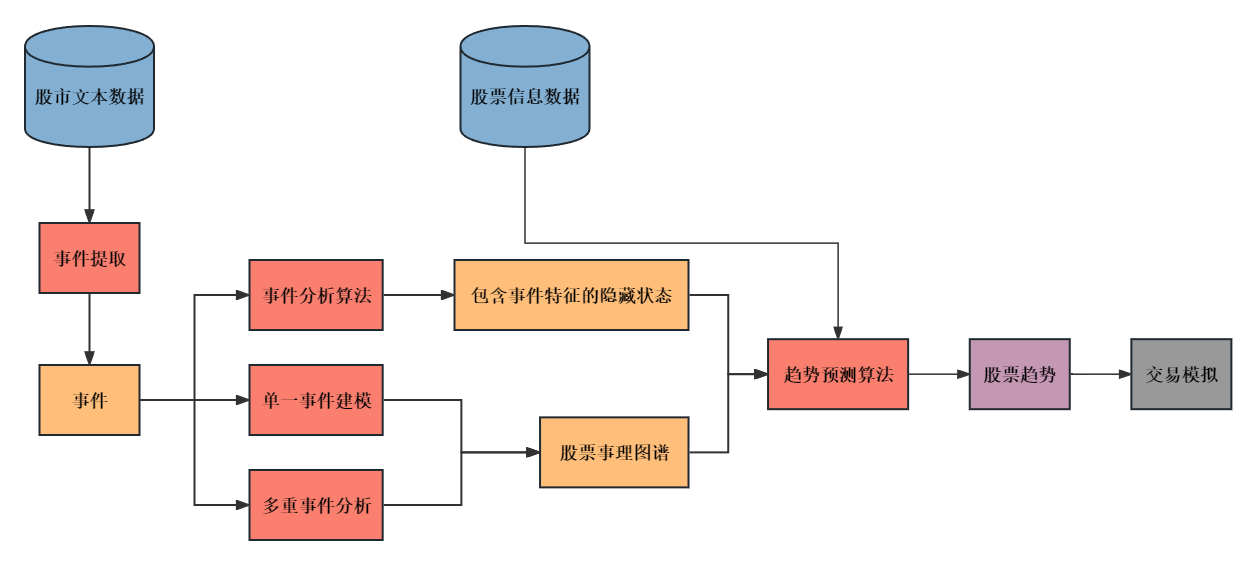 股市文本数据
股票信息数据
事件提取
事件分析算法
包含事件特征的隐藏状态
事件
单一事件建模
趋势预测算法
股票趋势
交易模拟
股票事理图谱
多重事件分析